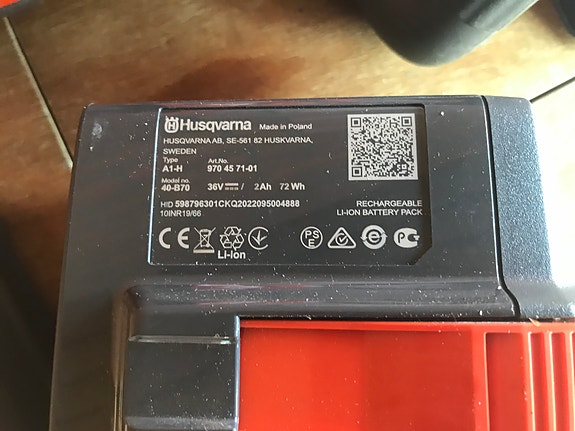 Husqvarna Made in Poland
HUSQVARNA AB, SE-561 82 HUSKVARNA,
SWEDEN
Type Art.No.
A1-H 970 45 71-01
Model no.
40-B70 36V 2Ah 72 Wh
HID 598796301CKQ2022095004888
10INR19/66
RECHARGEABLE
LI-ION BATTERY PACK
CE
Li-Ion
PS
E